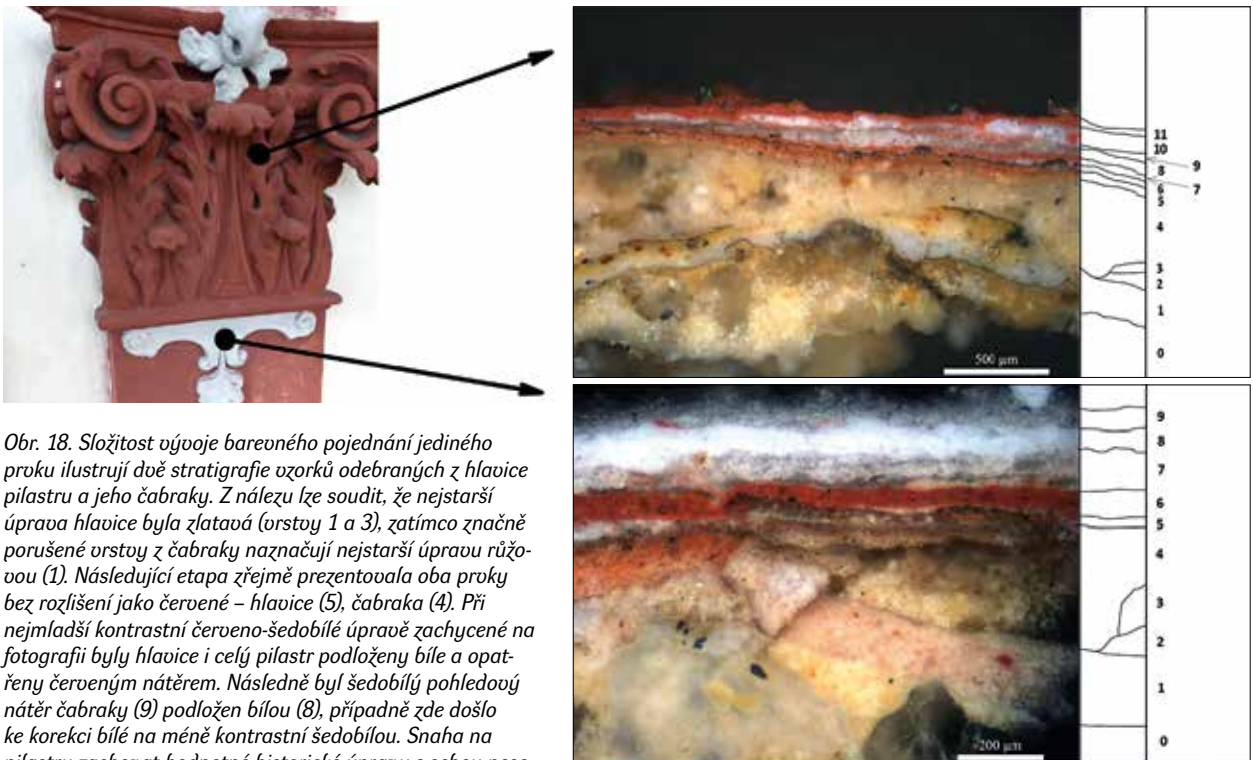 11
10
9
8
7
6
5
4
3
2
1
0
500 µm
9
8
7
6
5
4
3
2
1
0
200 µm
Obr. 18. Složitost vývoje barevného pojednání jediného
prvku ilustrují dvě stratigrafie vzorků odebraných z hlavice
pilastru a jeho čabraky. Z nálezu lze soudit, že nejstarší
úprava hlavice byla zlatavá (vrstvy 1 a 3), zatímco značně
porušené vrstvy z čabraky naznačují nejstarší úpravu růžo-
vou (1). Následující etapa zřejmě prezentovala oba prvky
bez rozlišení jako červené – hlavice (5), čabraka (4). Při
nejmladší kontrastní červeno-šedobílé úpravě zachycené na
fotografii byly hlavice i celý pilastr podloženy bíle a opat-
řeny červeným nátěrem. Následně byl šedobílý pohledový
nátěr čabraky (9) podložen bílou (8), případně zde došlo
ke korekci bílé na méně kontrastní šedobílou. Snaha na